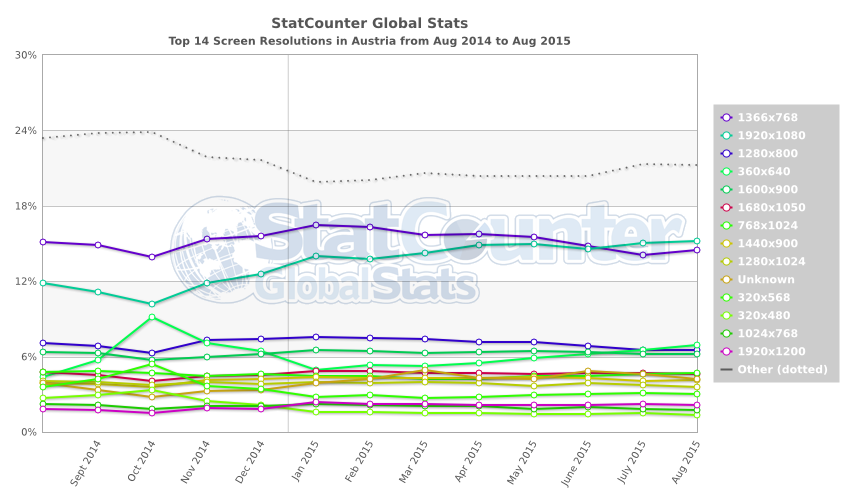 StatCounter Global Stats
Top 14 Screen Resolutions in Austria from Aug 2014 to Aug 2015
30%
24%
18%
12%
6%
0%
StatCounter
GlobalStats
Sept 2014
Oct 2014
Nov 2014
Dec 2014
Jan 2015
Feb 2015
Mar 2015
Apr 2015
May 2015
June 2015
July 2015
Aug 2015
1366x768
1920x1080
1280x800
360x640
1600x900
1680x1050
768x1024
1440x900
1280x1024
Unknown
320x568
320x480
1024x768
1920x1200
Other (dotted)